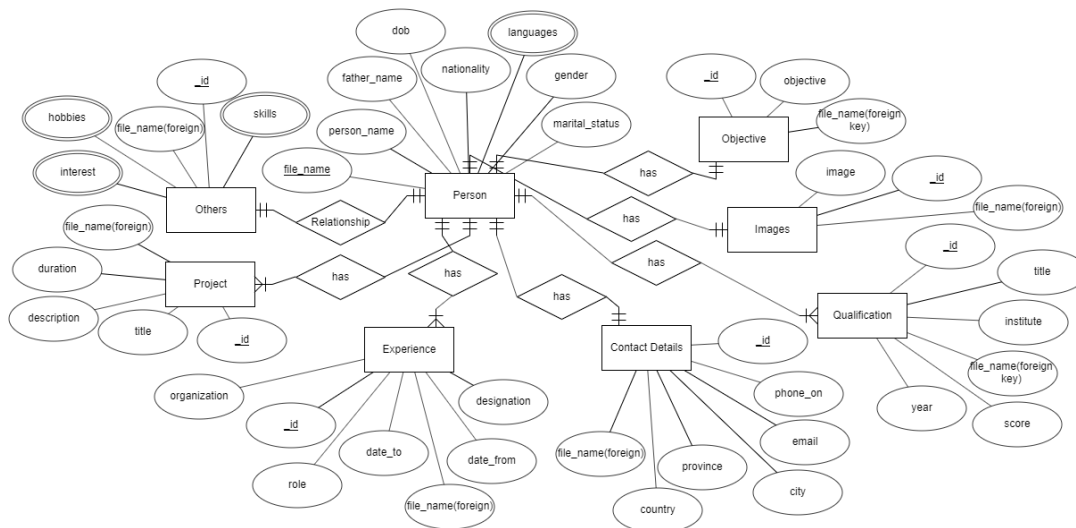 dob
languages
_id
father_name
nationality
gender
_id
objective
hobbies
file_name(foreign)
skills
person_name
marital_status
file_name(foreign
key)
Objective
interest
file_name
has
image
_id
Others
Relationship
Person
has
Images
file_name(foreign)
file_name(foreign)
_id
duration
Project
has
has
has
title
description
title
_id
has
Qualification
institute
Experience
Contact Details
_id
file_name(foreign
key)
organization
designation
phone_on
year
score
_id
date_to
date_from
file_name(foreign)
province
email
role
file_name(foreign)
country
city